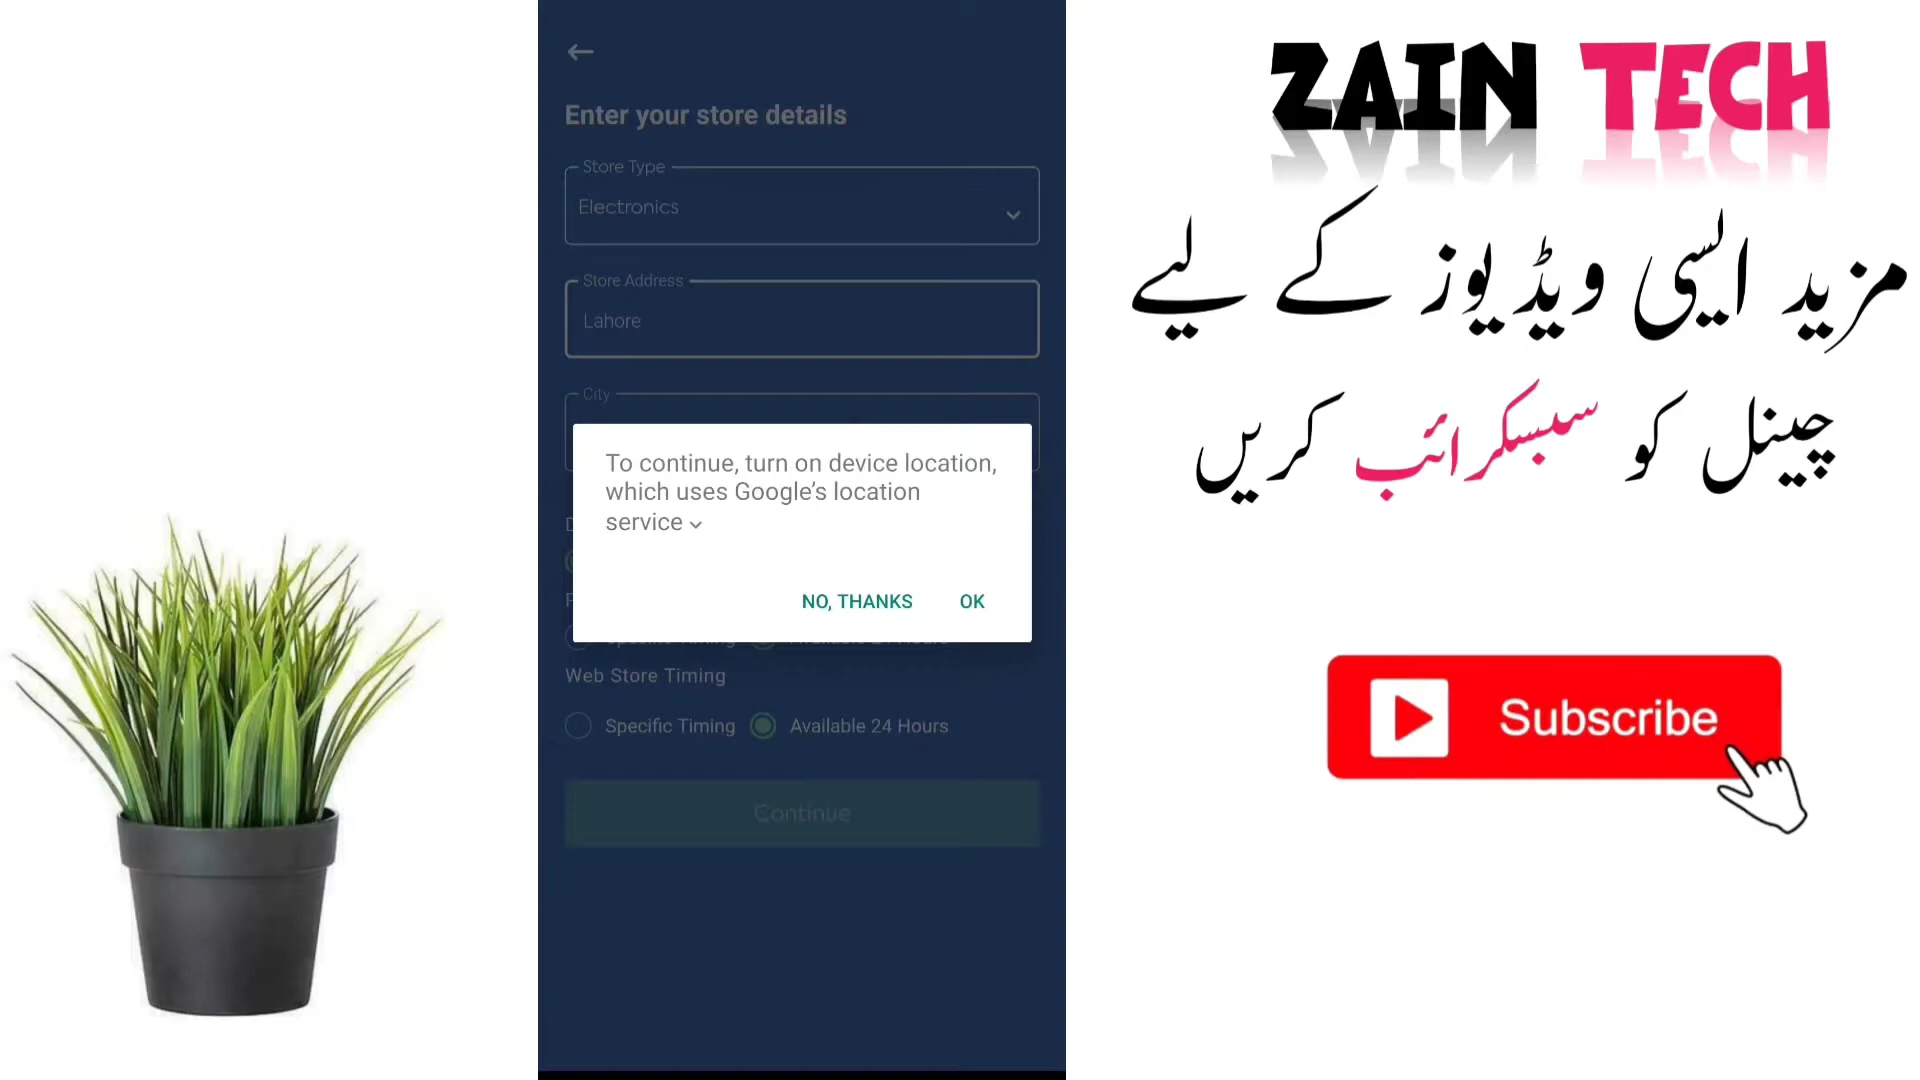 Enter your store details
Store Type
Electronics
Store Address
Lahore
City
To continue, turn on device location,
which uses Google’s location
service
NO, THANKS OK
Web Store Timing
Specific Timing Available 24 Hours
Continue
ZAIN TECH
مزید ایسی ویڈیوز کے لیے
چینل کو سبسکرائب کریں
Subscribe